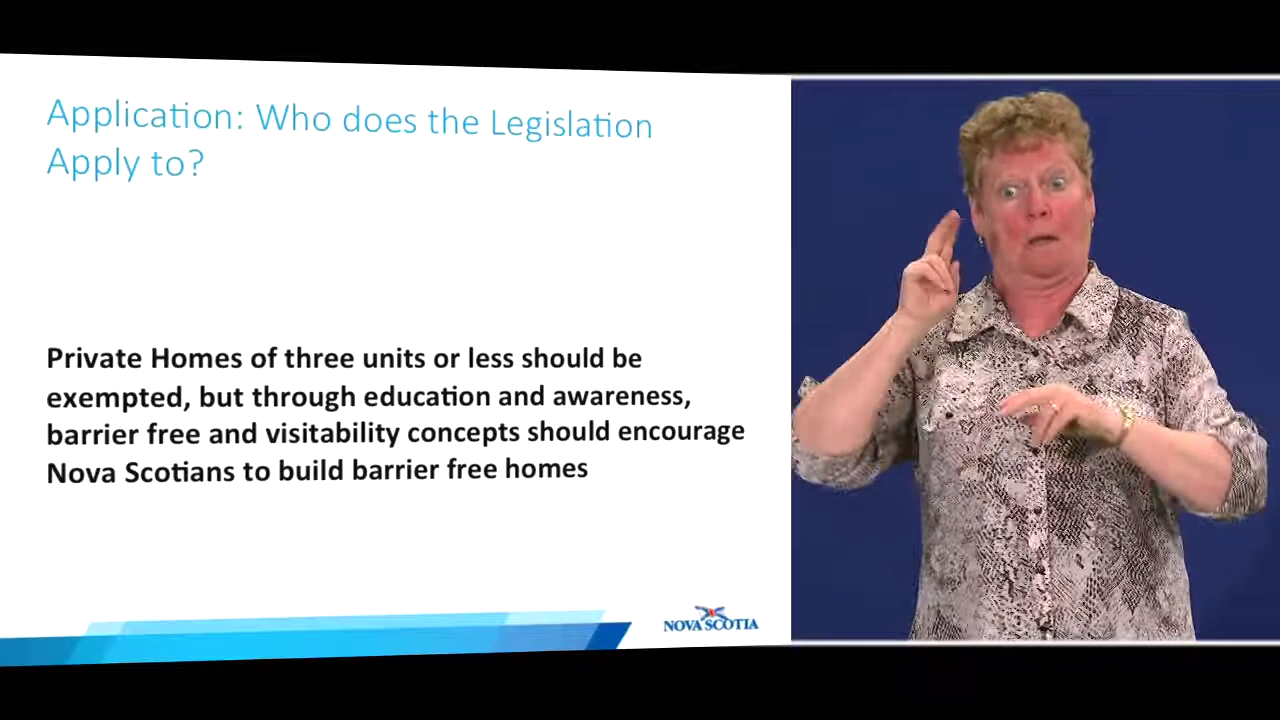 Application: Who does the Legislation
Apply to?
Private Homes of three units or less should be
exempted, but through education and awareness,
barrier free and visitability concepts should encourage
Nova Scotians to build barrier free homes
NOVA SCOTIA